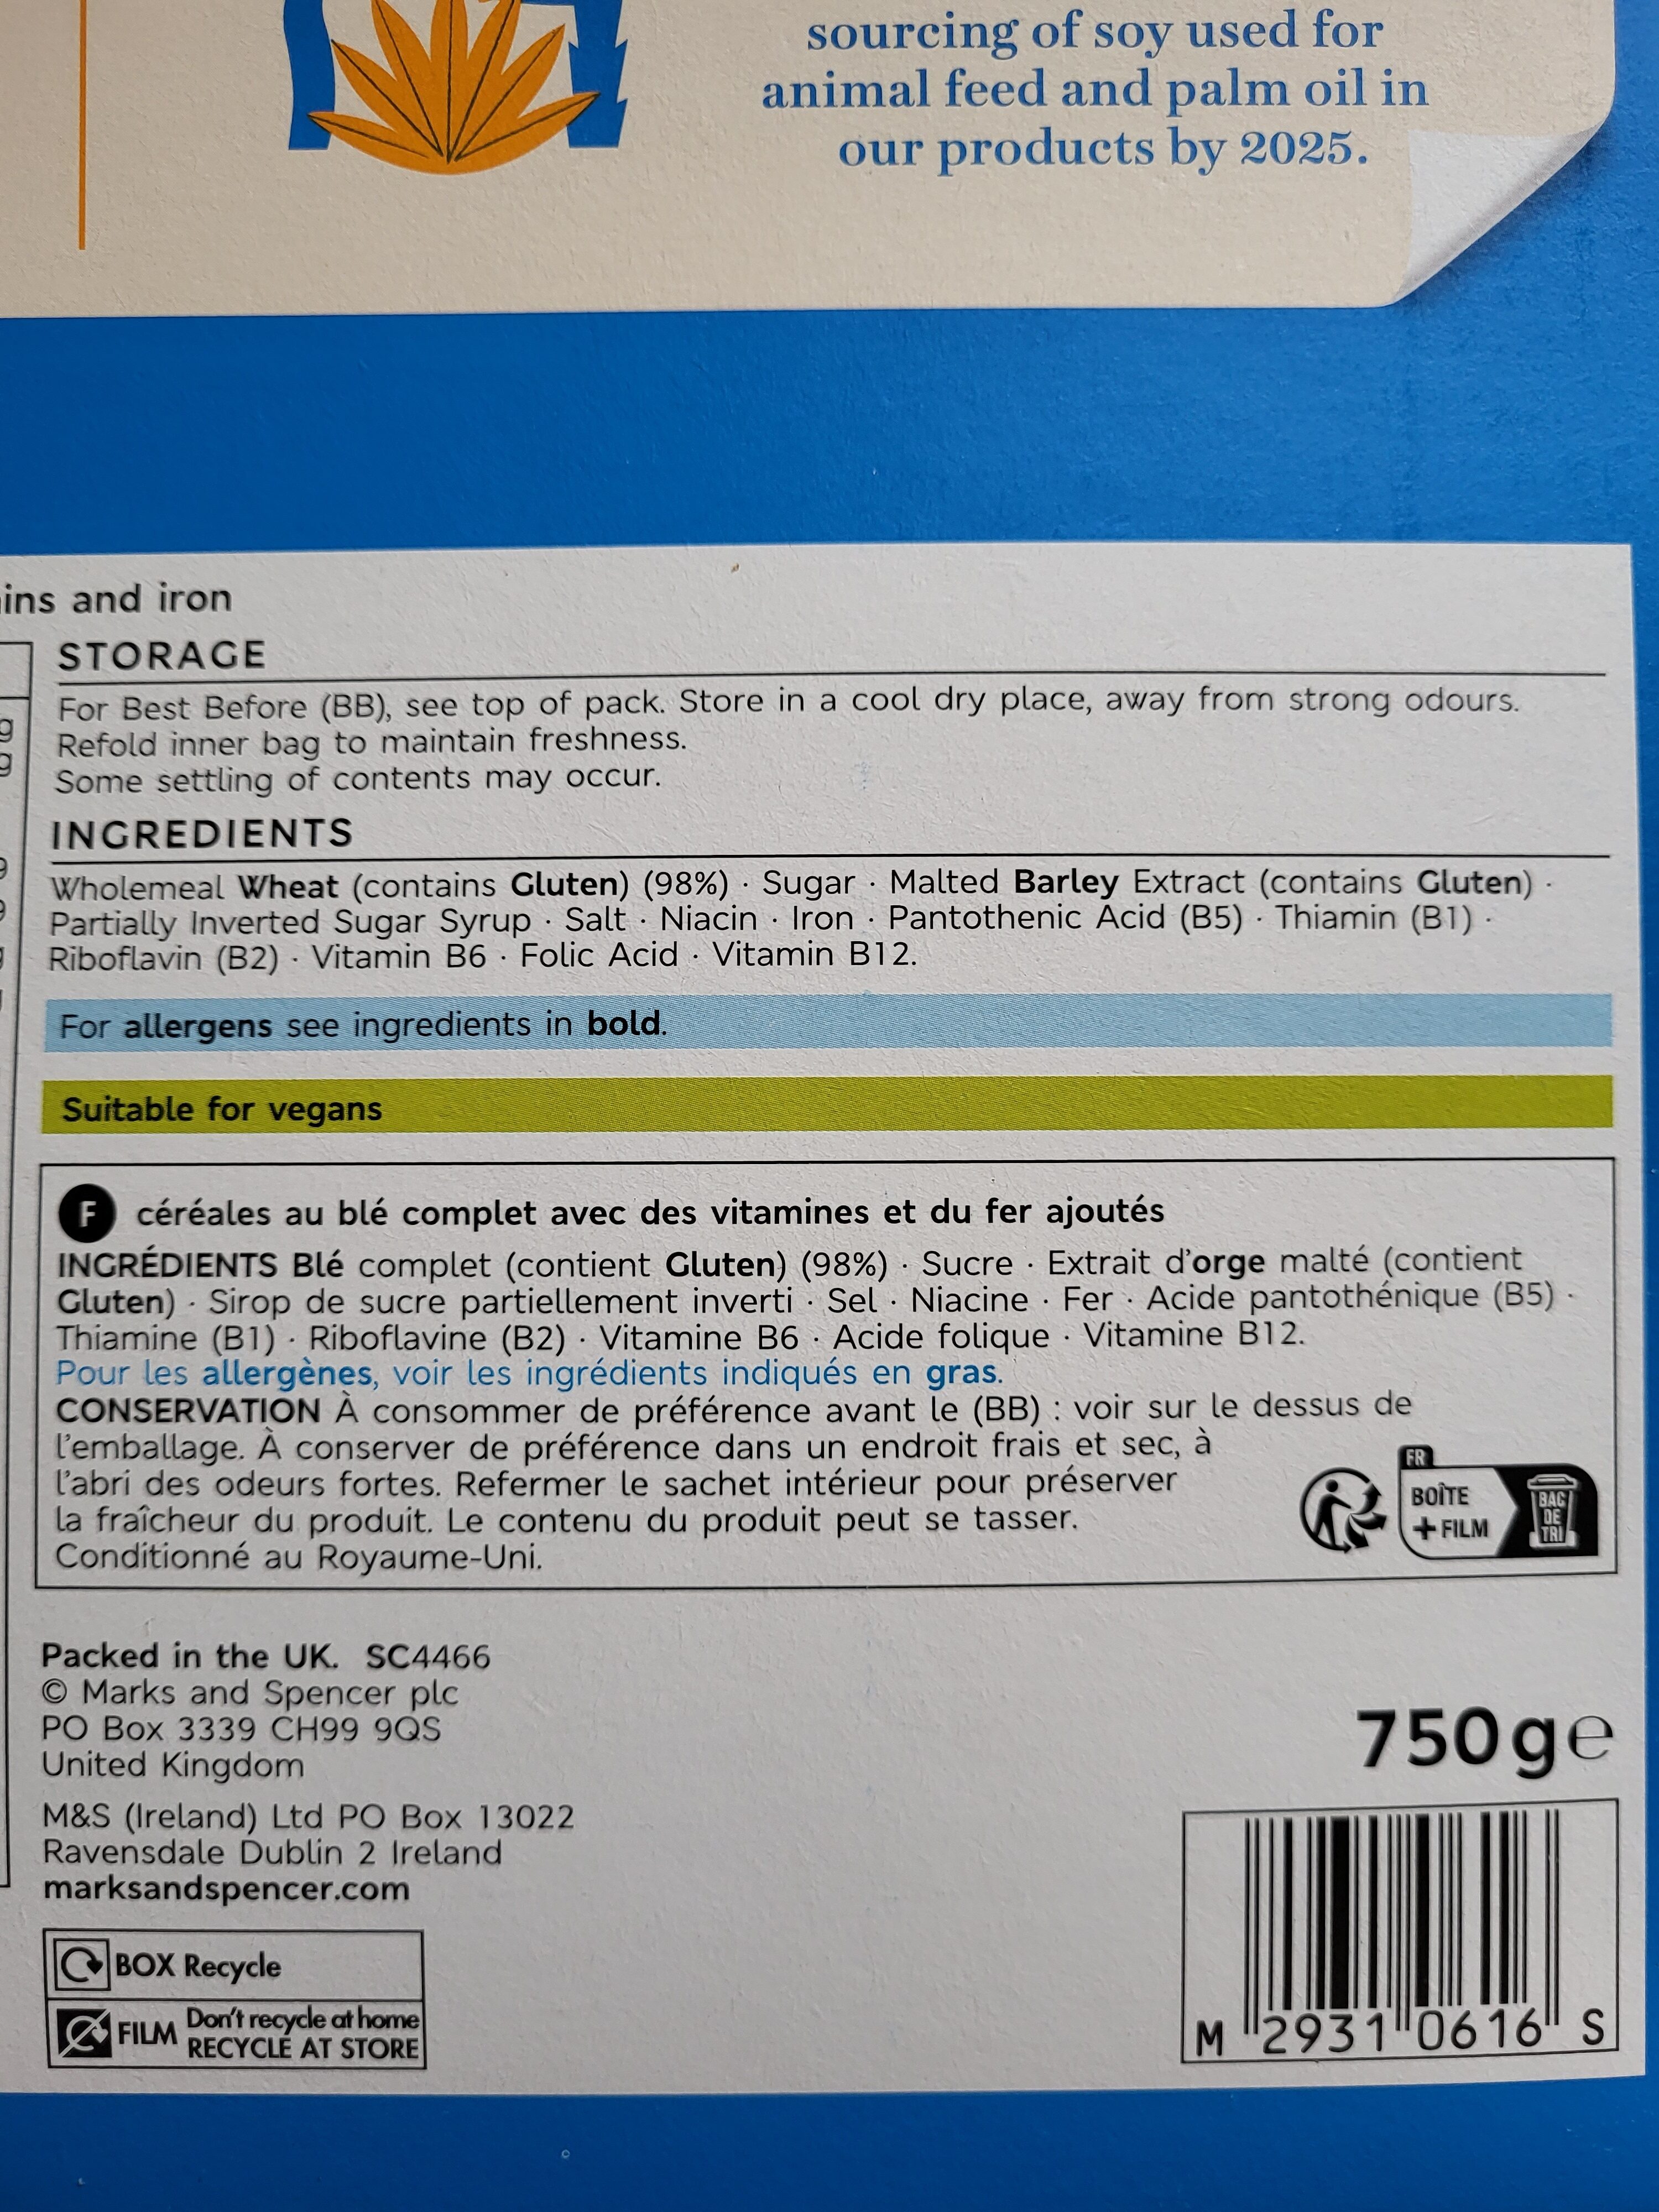 sourcing of soy used for
animal feed and palm oil in
our products by 2025.
and iron
STORAGE
For Best Before (BB), see top of pack. Store in a cool dry place, away from strong odours.
Refold inner bag to maintain freshness.
Some settling of contents may occur.
INGREDIENTS
Wholemeal Wheat (contains Gluten) (98%) · Sugar · Malted Barley Extract (contains Gluten) ·
Partially Inverted Sugar Syrup · Salt · Niacin · Iron · Pantothenic Acid (B5) · Thiamin (B1) ·
Riboflavin (B2) · Vitamin B6 · Folic Acid · Vitamin B12.
For allergens see ingredients in bold.
Suitable for vegans
F céréales au blé complet avec des vitamines et du fer ajoutés
INGRÉDIENTS Blé complet (contient Gluten) (98%) · Sucre · Extrait d'orge malté (contient
Gluten) · Sirop de sucre partiellement inverti · Sel · Niacine · Fer · Acide pantothénique (B5) ·
Thiamine (B1) · Riboflavine (B2) · Vitamine B6 · Acide folique · Vitamine B12.
Pour les allergènes, voir les ingrédients indiqués en gras.
CONSERVATION À consommer de préférence avant le (BB) : voir sur le dessus de
l'emballage. À conserver de préférence dans un endroit frais et sec, à
l'abri des odeurs fortes. Refermer le sachet intérieur pour préserver
la fraîcheur du produit. Le contenu du produit peut se tasser.
Conditionné au Royaume-Uni.
FR
BOÎTE
+ FILM
BAC
DE
TRI
Packed in the UK. SC4466
© Marks and Spencer plc
PO Box 3339 CH99 9QS
United Kingdom
M&S (Ireland) Ltd PO Box 13022
Ravensdale Dublin 2 Ireland
marksandspencer.com
750ge
BOX Recycle
FILM Don't recycle at home
RECYCLE AT STORE
M 2931 0616 S